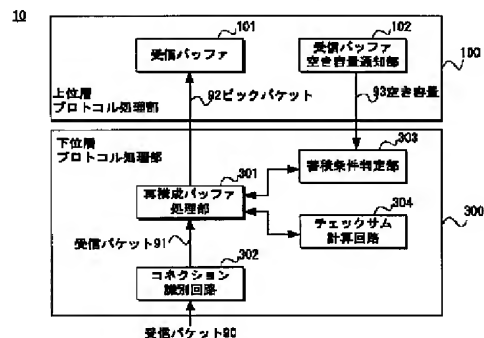 10
101
102
受信バッファ
受信バッファ
空き容量通知部
100
92ビックパケット
93空き容量
上位層
プロトコル処理部
下位層
プロトコル処理部
303
301
蓄積条件判定部
再構成バッファ
処理部
304
チェックサム
計算回路
受信パケット91
302
300
コネクション
識別回路
受信パケット90